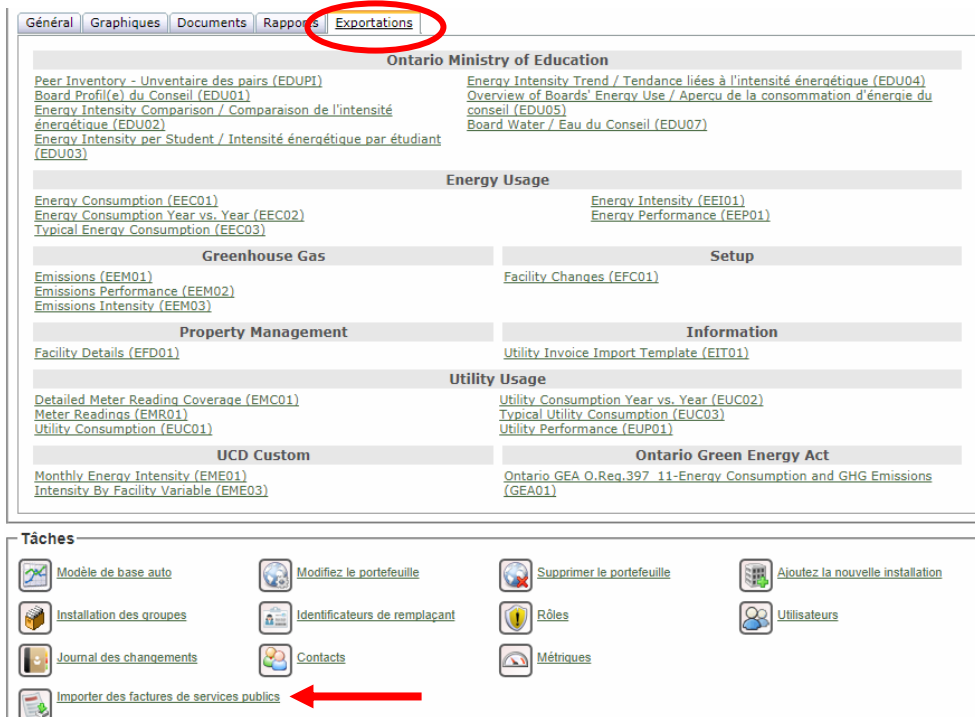 Général Graphiques Documents Rapports Exportations
Ontario Ministry of Education
Peer Inventory - Unventaire des pairs (EDUPI)
Board Profil(e) du Conseil (EDU01)
Energy Intensity Comparison / Comparaison de l'intensité
énergétique (EDU02)
Energy Intensity per Student / Intensité énergétique par étudiant
(EDU03)
Energy Intensity Trend / Tendance liées à l'intensité énergétique (EDU04)
Overview of Boards' Energy Use / Aperçu de la consommation d'énergie du
conseil (EDU05)
Board Water / Eau du Conseil (EDU07)
Energy Usage
Energy Consumption (EEC01)
Energy Consumption Year vs. Year (EEC02)
Typical Energy Consumption (EEC03)
Energy Intensity (EEI01)
Energy Performance (EEP01)
Greenhouse Gas
Emissions (EEM01)
Emissions Performance (EEM02)
Emissions Intensity (EEM03)
Setup
Facility Changes (EFC01)
Property Management
Facility Details (EFD01)
Information
Utility Invoice Import Template (EIT01)
Utility Usage
Detailed Meter Reading Coverage (EMC01)
Meter Readings (EMR01)
Utility Consumption (EUC01)
Utility Consumption Year vs. Year (EUC02)
Typical Utility Consumption (EUC03)
Utility Performance (EUP01)
UCD Custom
Monthly Energy Intensity (EME01)
Intensity By Facility Variable (EME03)
Ontario Green Energy Act
Ontario GEA O.Reg.397_11-Energy Consumption and GHG Emissions
(GEA01)
Tâches
Modèle de base auto Modifiez le portefeuille Supprimer le portefeuille Ajoutez la nouvelle installation
Installation des groupes Identificateurs de remplaçant Rôles Utilisateurs
Journal des changements Contacts Métriques
Importer des factures de services publics